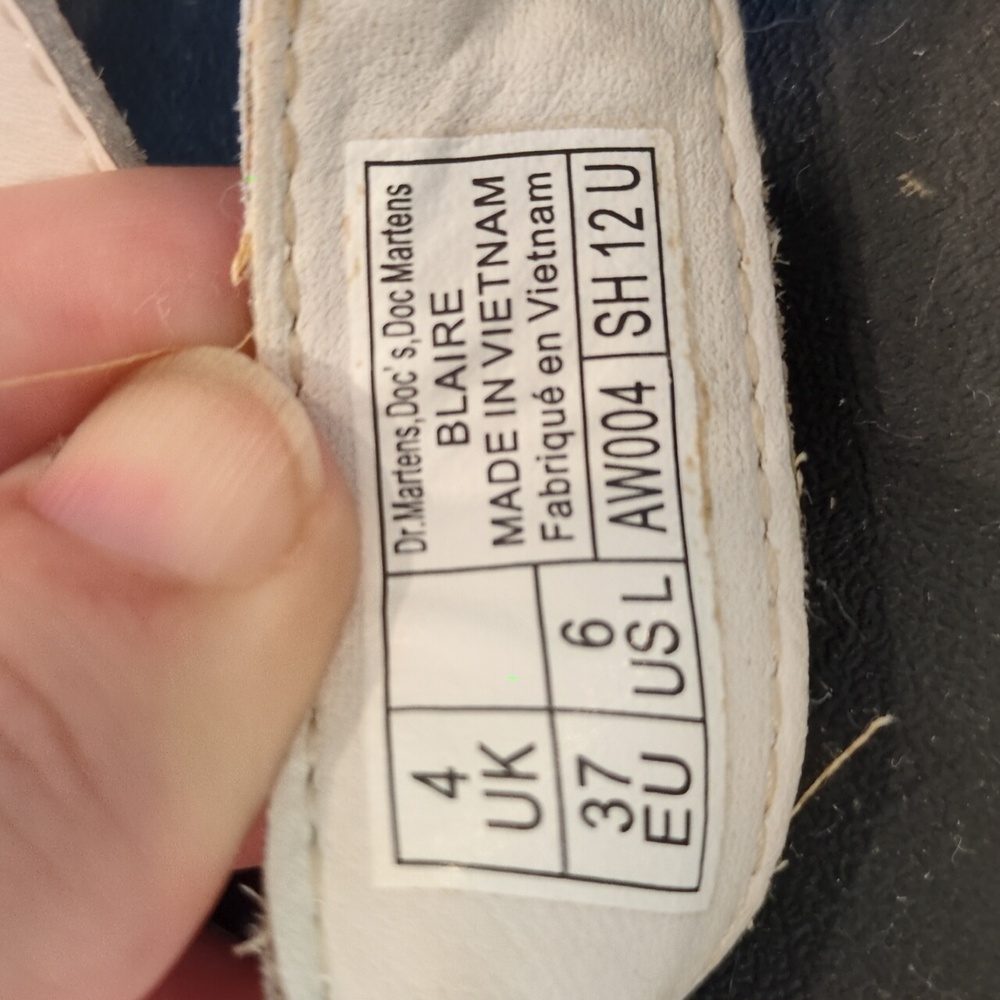 4
UK
37
EU
6
US L
Dr.Martens,Doc's,Doc Martens
BLAIRE
MADE IN VIETNAM
Fabriqué en Vietnam
AW004
SH 12 U